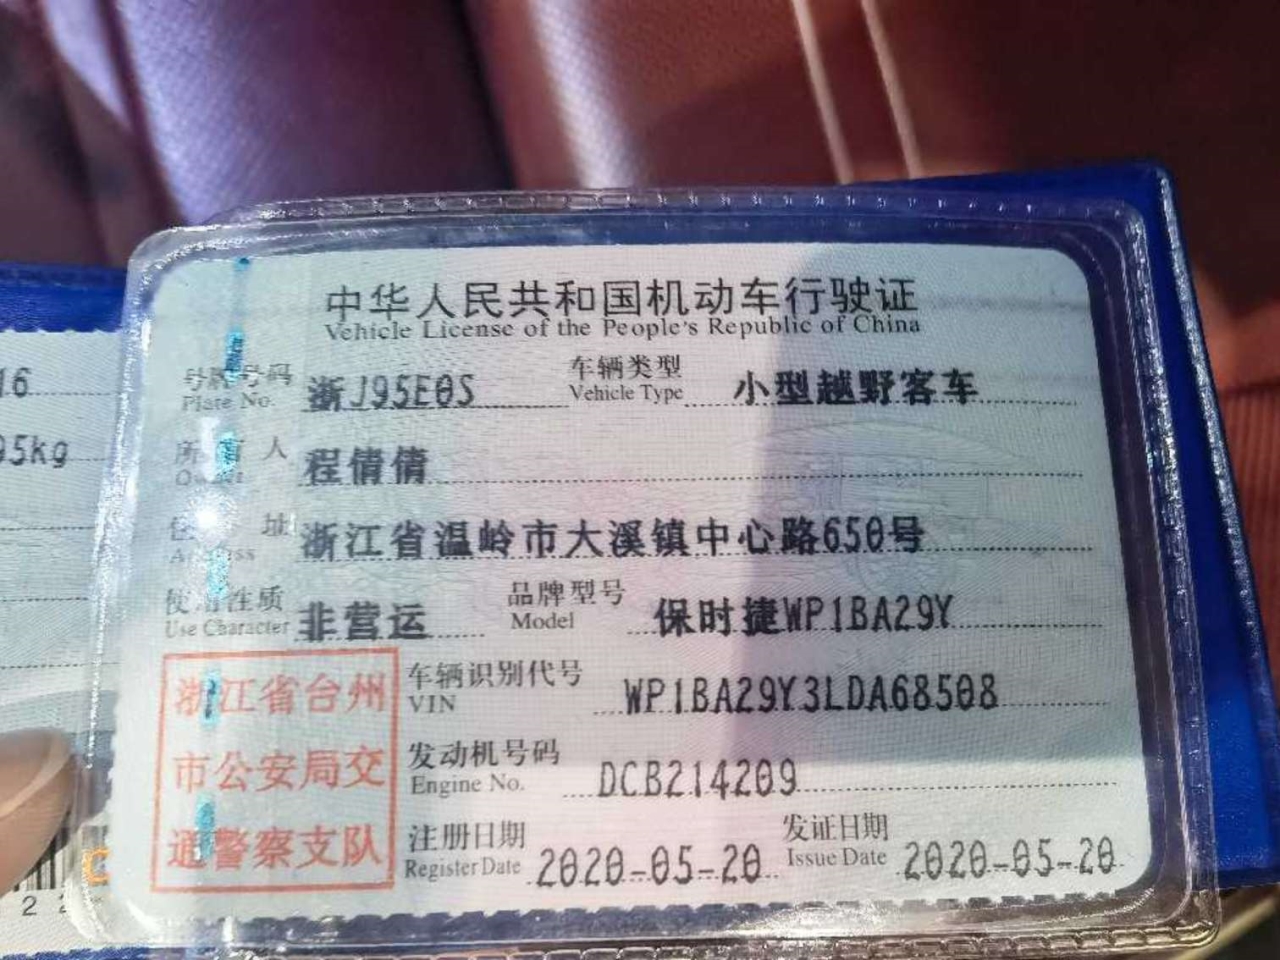 中华人民共和国机动车行驶证
Vehicle License of the People's Republic of China
号牌号码 浙J95E0S 车辆类型 小型越野客车
Plate No. Vehicle Type
所有人 程倩倩
Owner
住址 浙江省温岭市大溪镇中心路650号
Address
使用性质 非营运 品牌型号 保时捷WP1BA29Y
Use Character Model
浙江省台州
市公安局交
通警察支队
车辆识别代号 WP1BA29Y3LDA68508
VIN
发动机号码 DCB214209
Engine No.
注册日期 2020-05-20 发证日期 2020-05-20
Register Date Issue Date
16
95kg